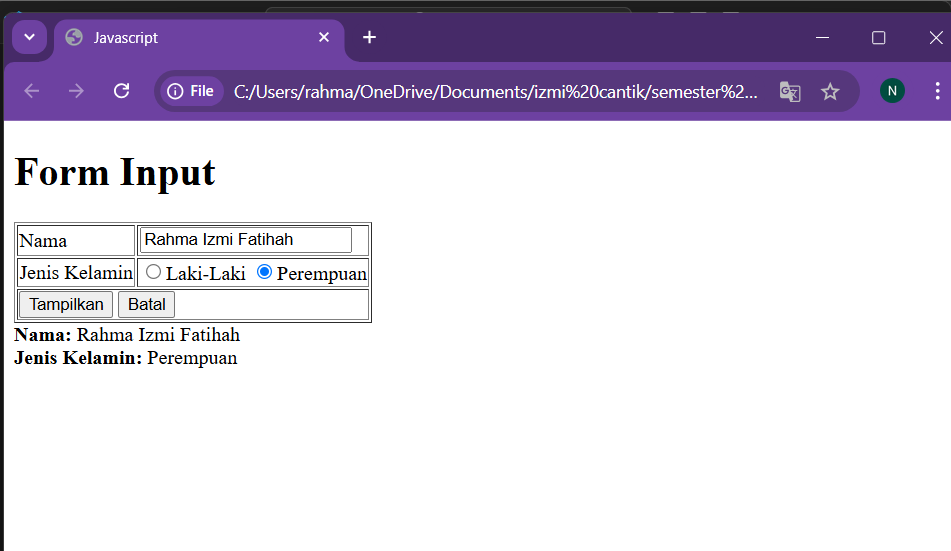 Javascript
File C:/Users/rahma/OneDrive/Documents/izmi%20cantik/semester%2... N
Form Input
Nama Rahma Izmi Fatihah
Jenis Kelamin Laki-Laki Perempuan
Tampilkan Batal
Nama: Rahma Izmi Fatihah
Jenis Kelamin: Perempuan